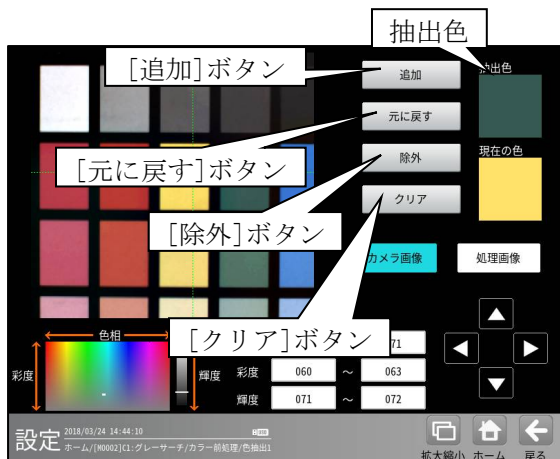 抽出色
[追加]ボタン
追加
抽出色
元に戻す
[元に戻す]ボタン
除外
現在の色
[除外]ボタン
クリア
カメラ画像
処理画像
[クリア]ボタン
色相
71
彩度
輝度
彩度
060
～
063
輝度
071
～
072
設定
2018/03/24 14:44:10
ホーム/[M0002]C1:グレーサーチ/カラー前処理/色抽出1
拡大縮小
ホーム
戻る